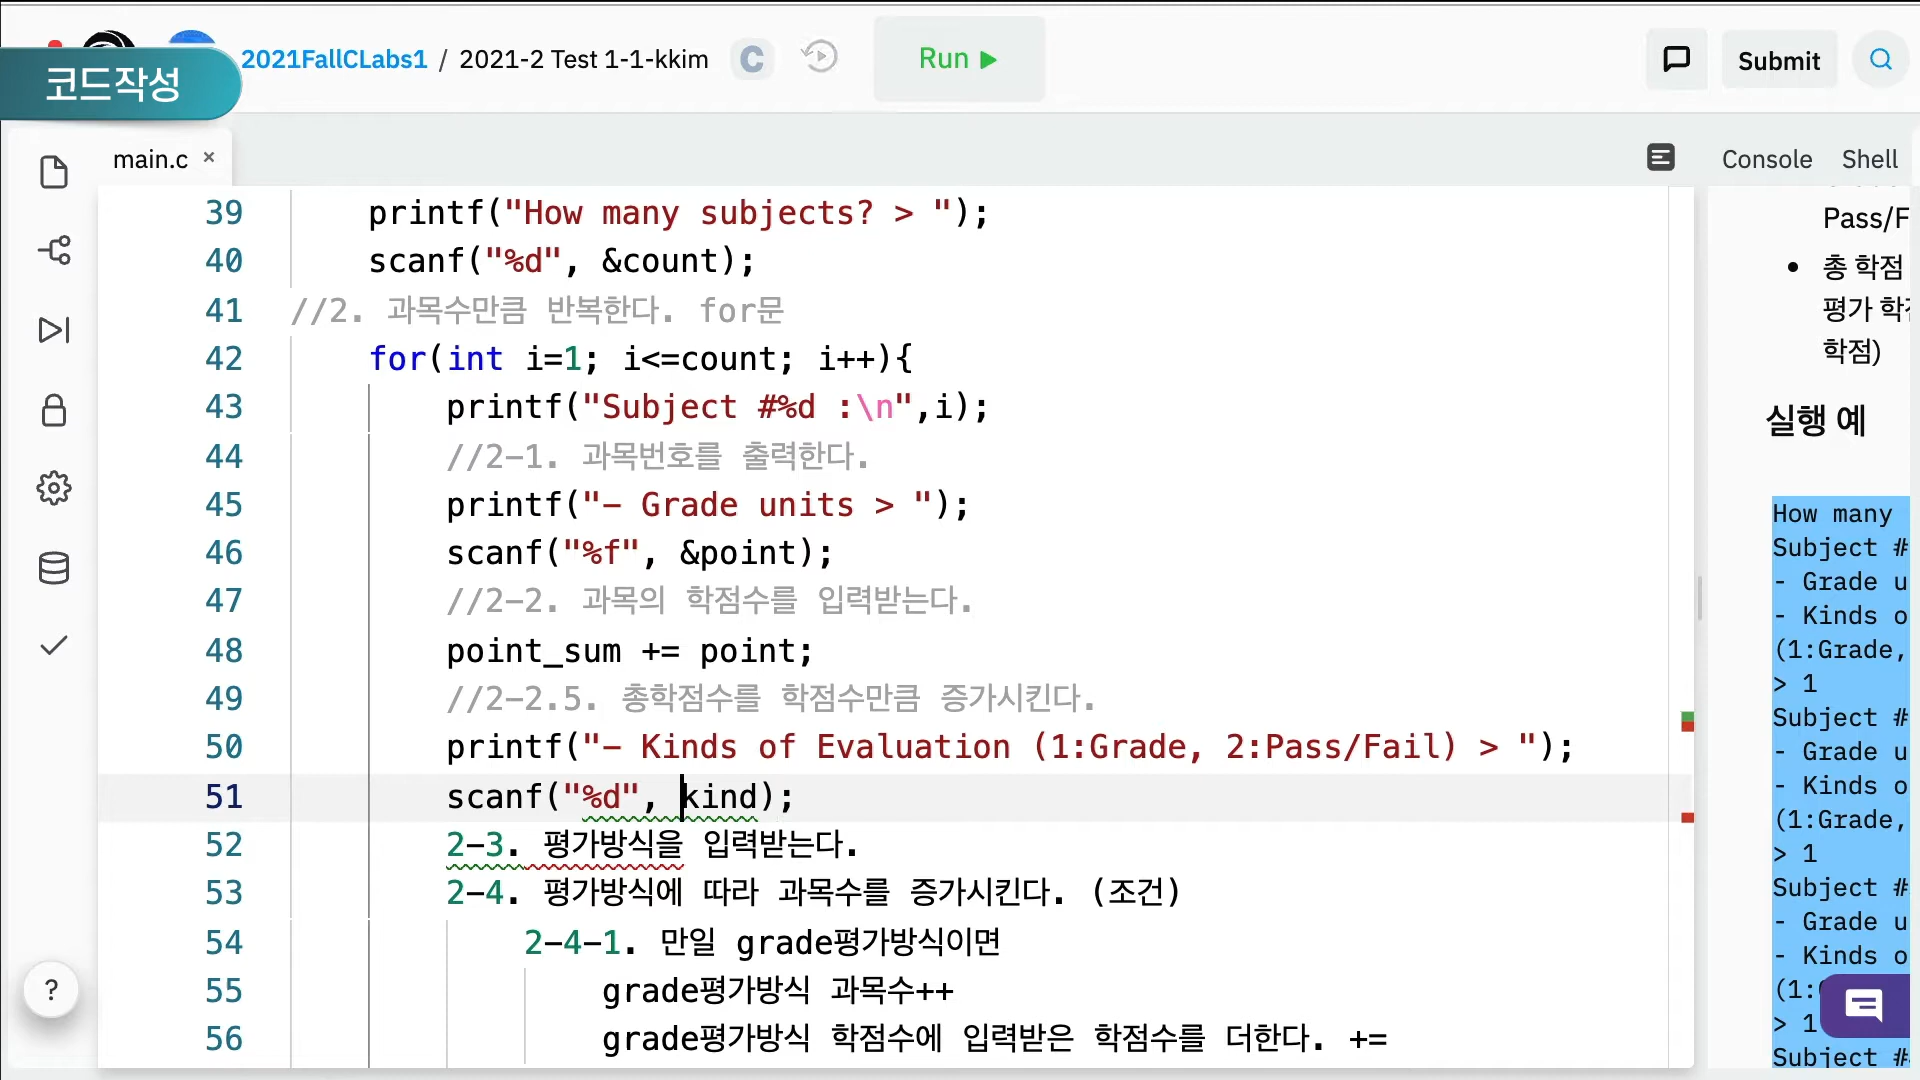 코드작성
2021FallCLabs1 / 2021-2 Test 1-1-kkim C Run Submit
main.c × Console Shell
39 printf("How many subjects? > ");
40 scanf("%d", &count);
41 //2. 과목수만큼 반복한다. for문
42 for(int i=1; i<=count; i++){
43 printf("Subject #%d :\n",i);
44 //2-1. 과목번호를 출력한다.
45 printf("- Grade units > ");
46 scanf("%f", &point);
47 //2-2. 과목의 학점수를 입력받는다.
48 point_sum += point;
49 //2-2.5. 총학점수를 학점수만큼 증가시킨다.
50 printf("- Kinds of Evaluation (1:Grade, 2:Pass/Fail) > ");
51 scanf("%d", kind);
52 2-3. 평가방식을 입력받는다.
53 2-4. 평가방식에 따라 과목수를 증가시킨다. (조건)
54 2-4-1. 만일 grade평가방식이면
55 grade평가방식 과목수++
56 grade평가방식 학점수에 입력받은 학점수를 더한다. +=
?
Pass/F
• 총 학점
평가 학
학점)
실행 예
How many
Subject #
- Grade u
- Kinds o
(1:Grade,
> 1
Subject #
- Grade u
- Kinds o
(1:Grade,
> 1
Subject #
- Grade u
- Kinds o
(1:
> 1
Subject #